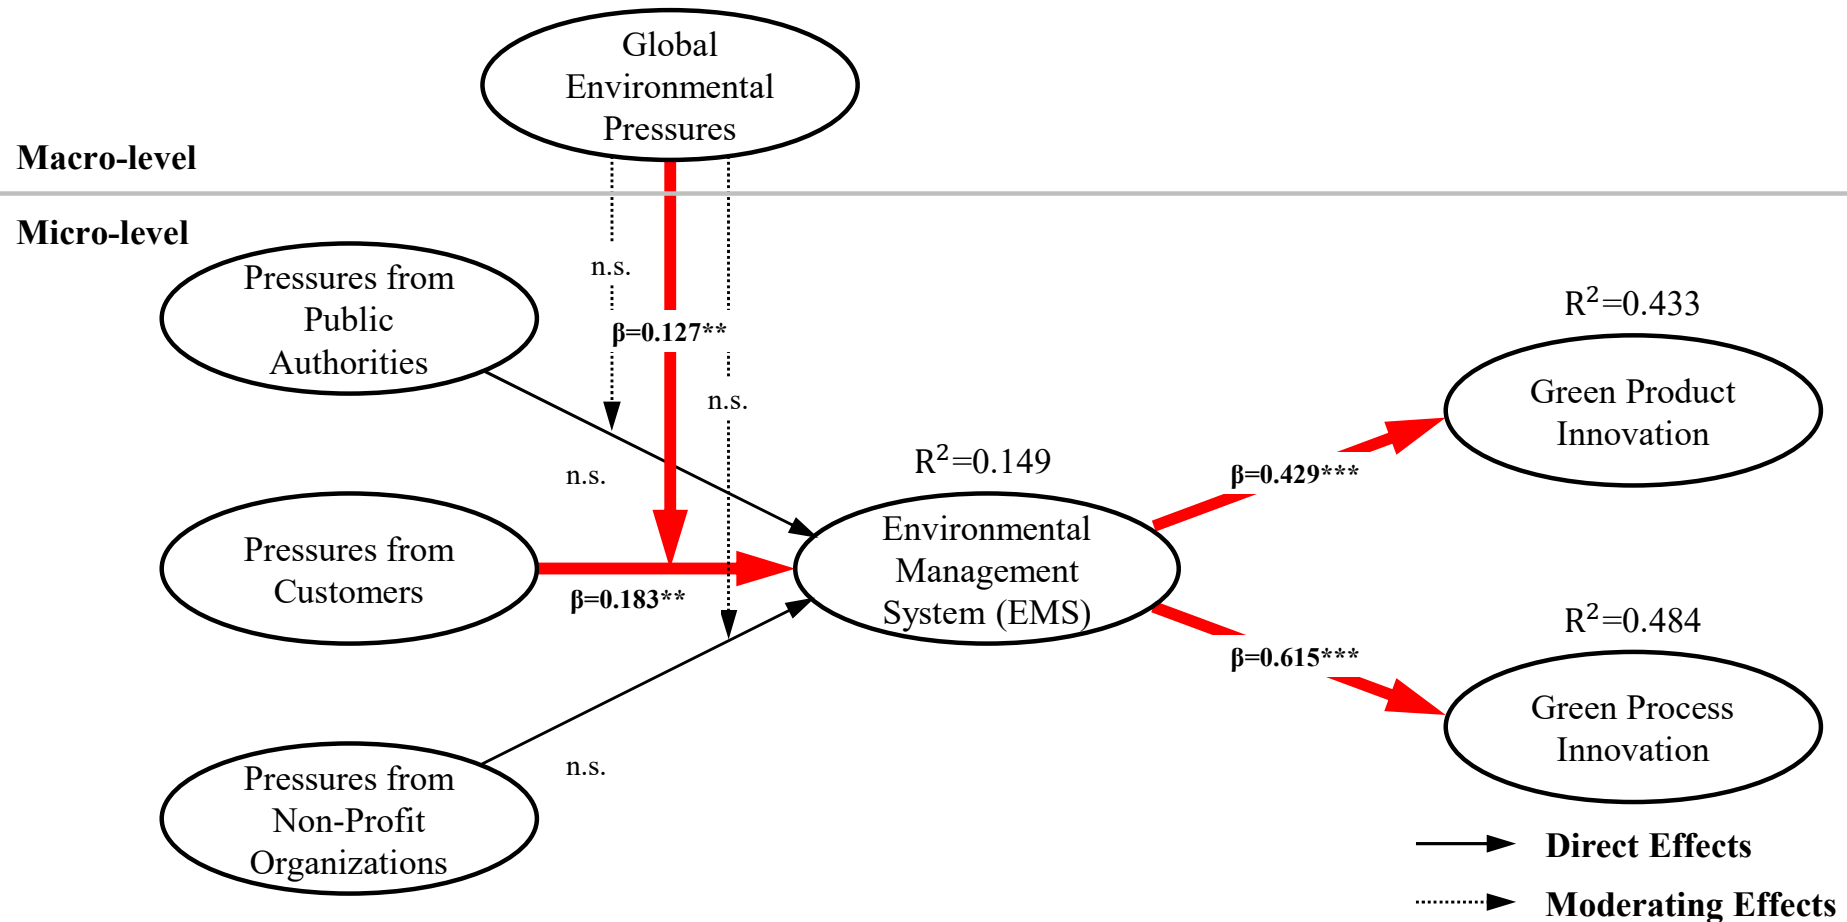 Global
Environmental
Pressures
Macro-level
Micro-level
Pressures from
Public
Authorities
n.s.
β=0.127**
n.s.
n.s.
Pressures from
Customers
β=0.183**
Pressures from
Non-Profit
Organizations
n.s.
R²=0.149
Environmental
Management
System (EMS)
β=0.429***
β=0.615***
R²=0.433
Green Product
Innovation
R²=0.484
Green Process
Innovation
Direct Effects
Moderating Effects